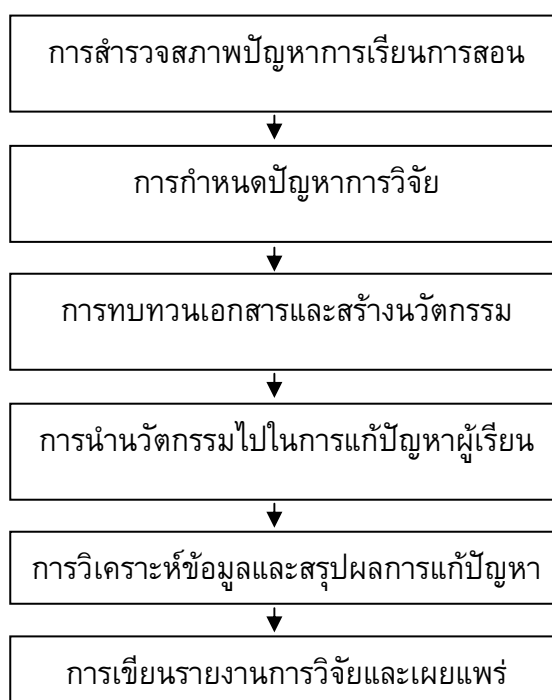 การสำรวจสภาพปัญหาการเรียนการสอน
การกำหนดปัญหาการวิจัย
การทบทวนเอกสารและสร้างนวัตกรรม
การนำนวัตกรรมไปในการแก้ปัญหาผู้เรียน
การวิเคราะห์ข้อมูลและสรุปผลการแก้ปัญหา
การเขียนรายงานการวิจัยและเผยแพร่